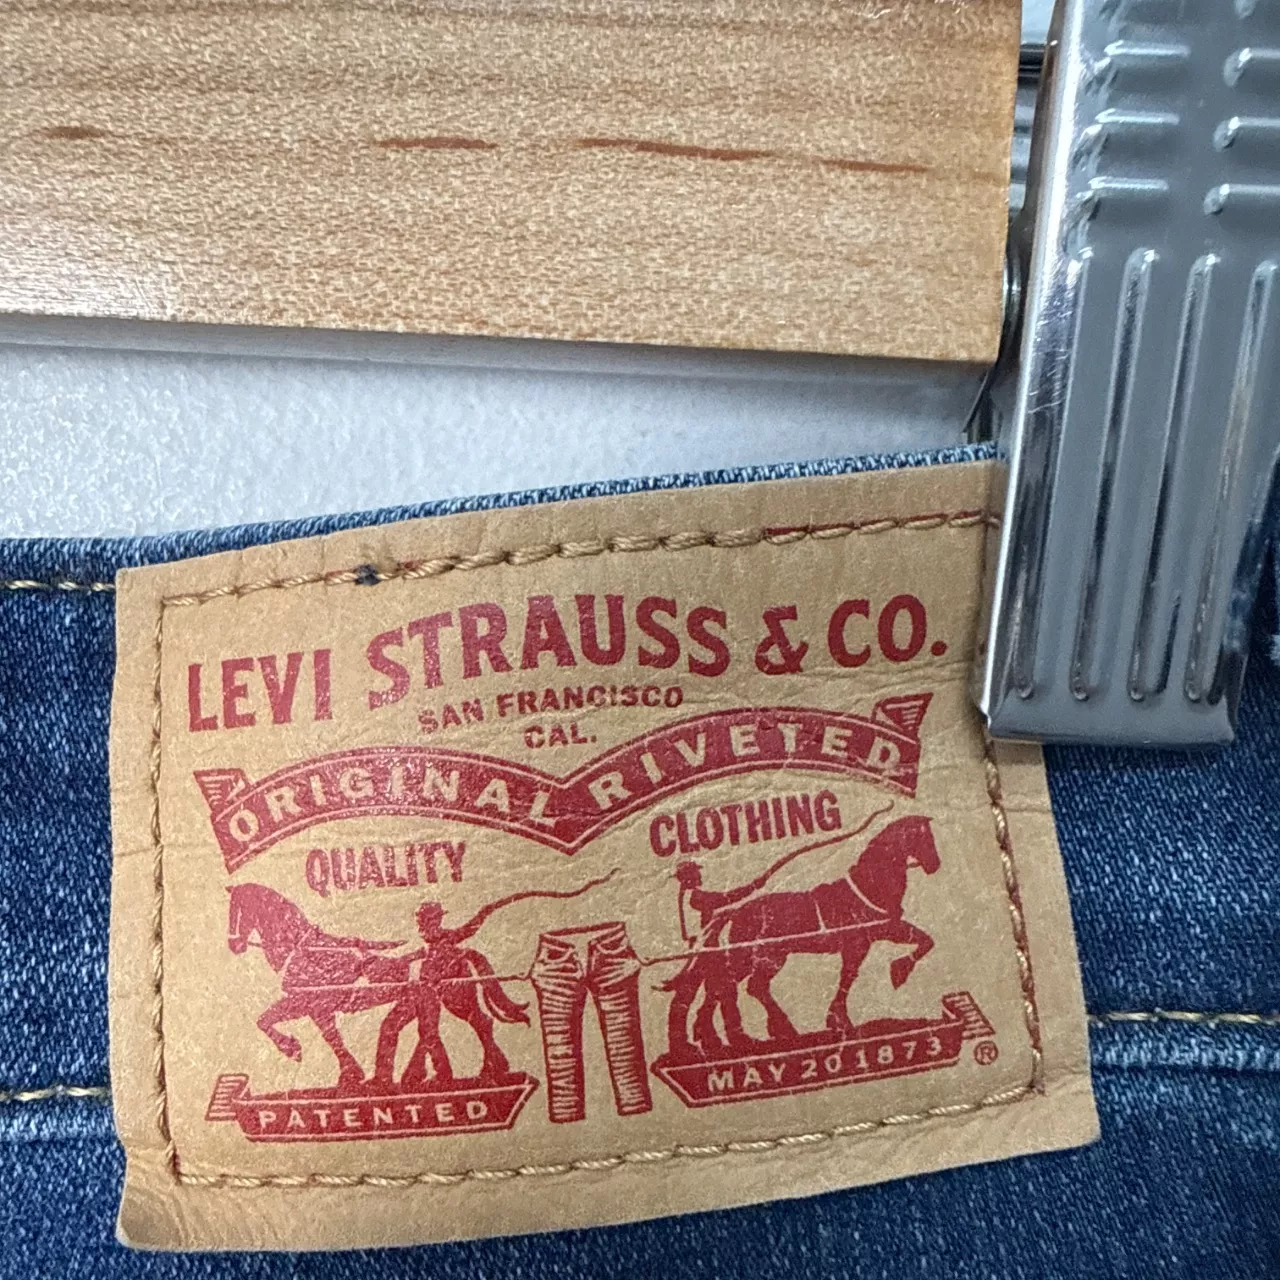 LEVI STRAUSS & CO.
SAN FRANCISCO
CAL.
ORIGINAL RIVETED
QUALITY CLOTHING
PATENTED
MAY 20 1873 ®